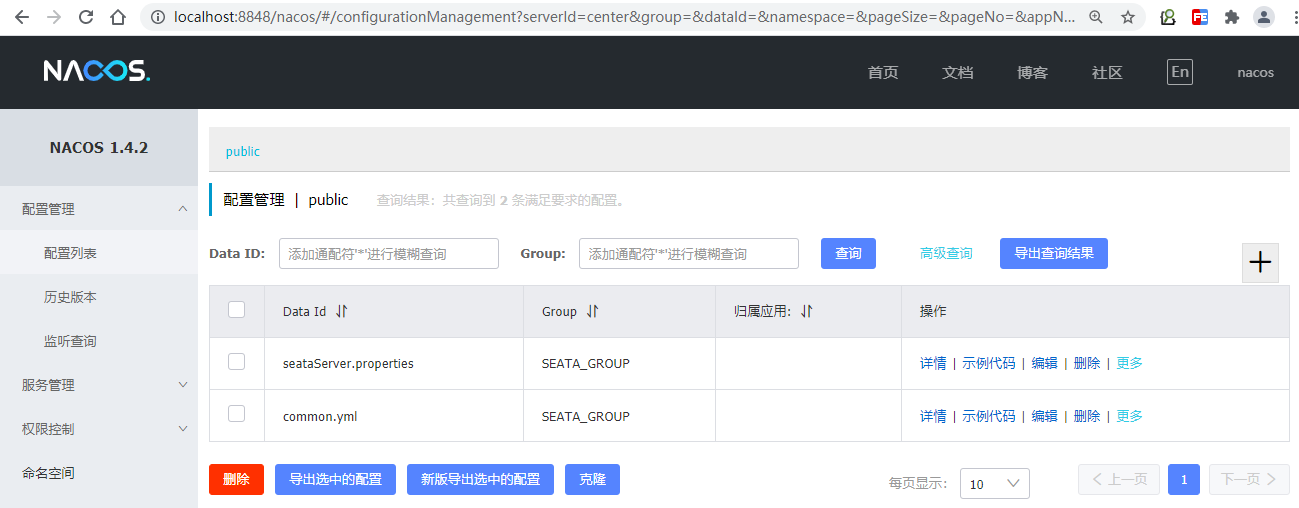 localhost:8848/nacos/#/configurationManagement?serverId=center&group=&dataId=&namespace=&pageSize=&pageNo=&appN...
NACOS.
首页 文档 博客 社区 En nacos
NACOS 1.4.2
public
配置管理
配置管理 | public 查询结果：共查询到 2 条满足要求的配置。
配置列表
Data ID: 添加通配符'*'进行模糊查询 Group: 添加通配符'*'进行模糊查询 查询 高级查询 导出查询结果
历史版本
Data Id Group 归属应用: 操作
监听查询
seataServer.properties SEATA_GROUP 详情 | 示例代码 | 编辑 | 删除 | 更多
服务管理
common.yml SEATA_GROUP 详情 | 示例代码 | 编辑 | 删除 | 更多
权限控制
命名空间
删除 导出选中的配置 新版导出选中的配置 克隆 每页显示: 10 上一页 1 下一页